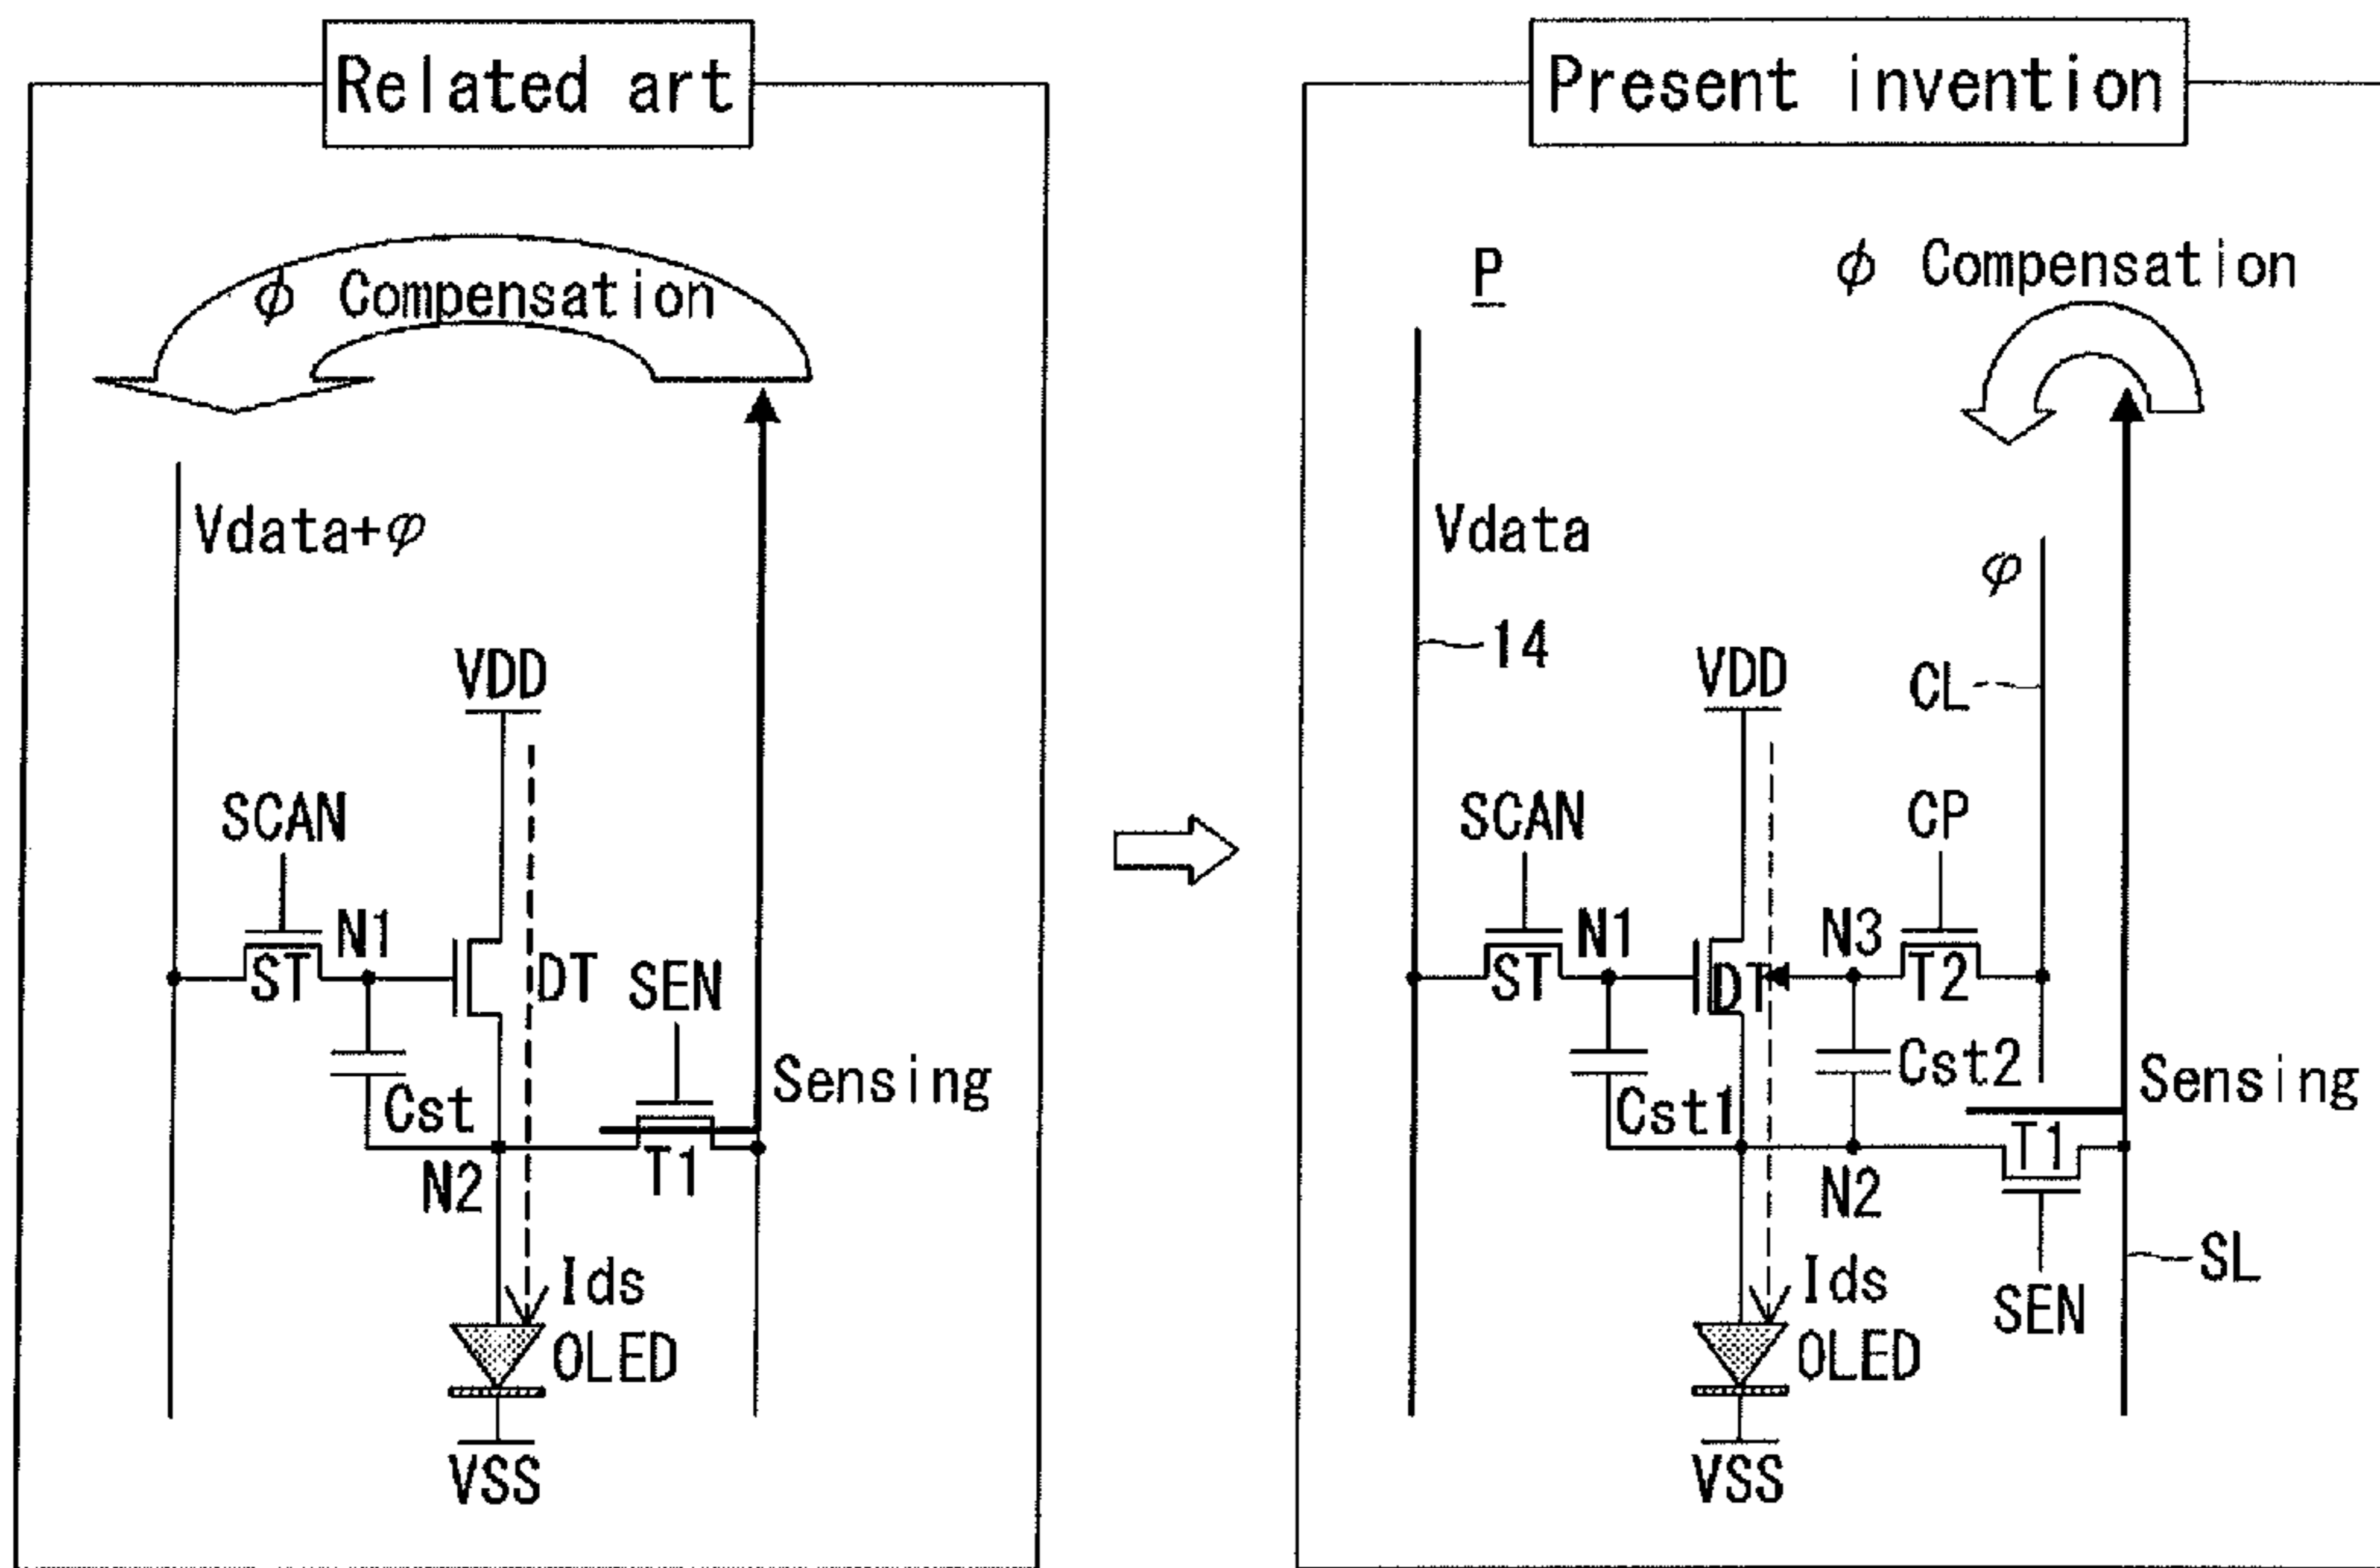 Related art
ϕ Compensation
Vdata+φ
VDD
SCAN
N1
ST
DT
SEN
Cst
Sensing
T1
N2
Ids
OLED
VSS
Present invention
P
ϕ Compensation
Vdata
φ
14
VDD
CL
SCAN
CP
N1
N3
ST
DT
T2
Cst1
Cst2
Sensing
T1
N2
SL
Ids
SEN
OLED
VSS